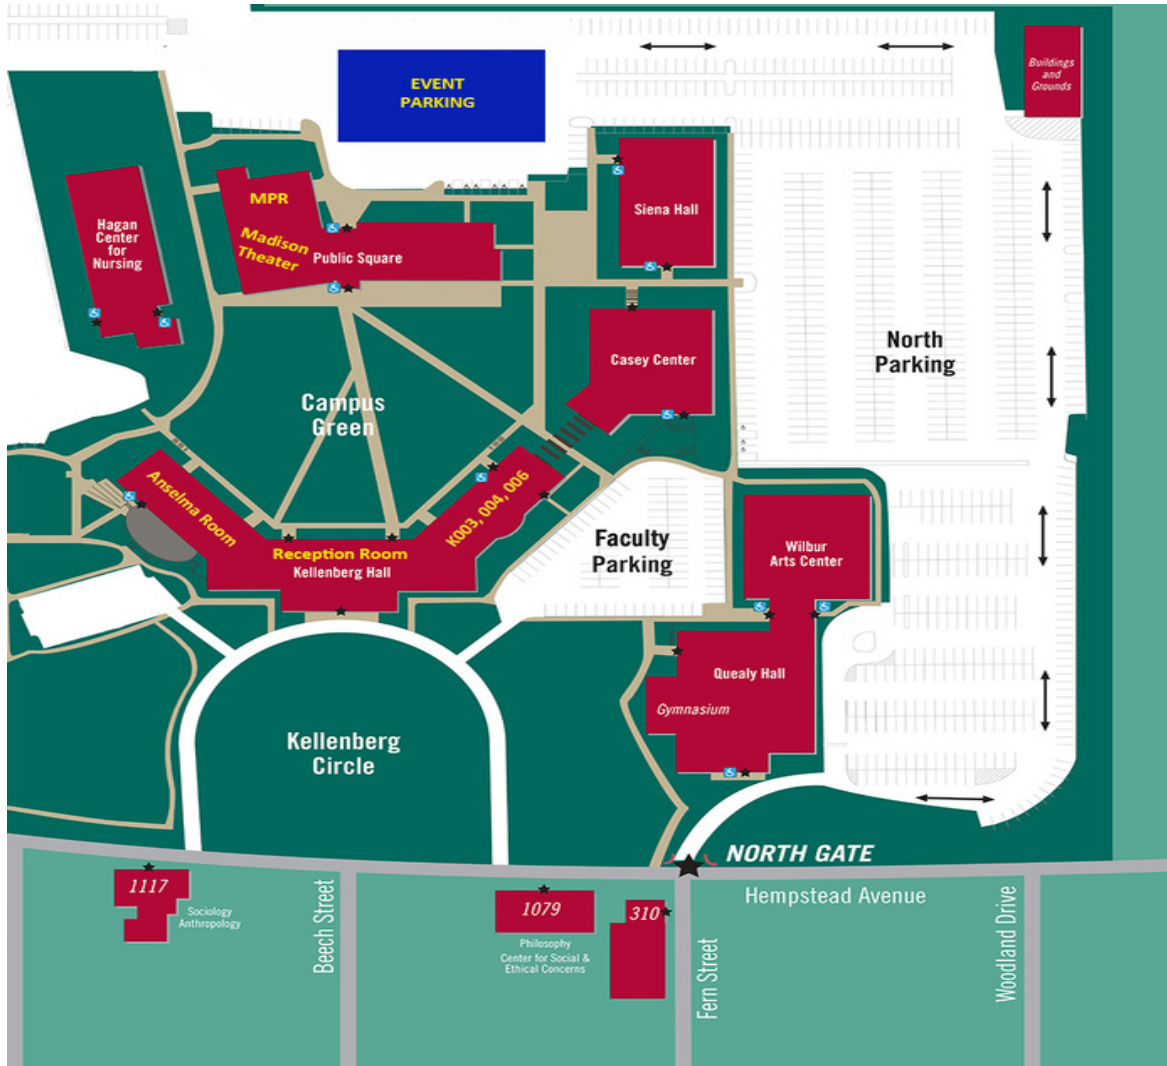 Buildings
and
Grounds
EVENT
PARKING
MPR
Madison
Theater
Public Square
Hagan
Center
for
Nursing
Siena Hall
Casey Center
North
Parking
Campus
Green
Anselma Room
Reception Room
Kellenberg Hall
K003, 004, 006
Faculty
Parking
Wilbur
Arts Center
Quealy Hall
Gymnasium
Kellenberg
Circle
NORTH GATE
Hempstead Avenue
1117
Sociology
Anthropology
Beech Street
1079
Philosophy
Center for Social &
Ethical Concerns
310
Fern Street
Woodland Drive